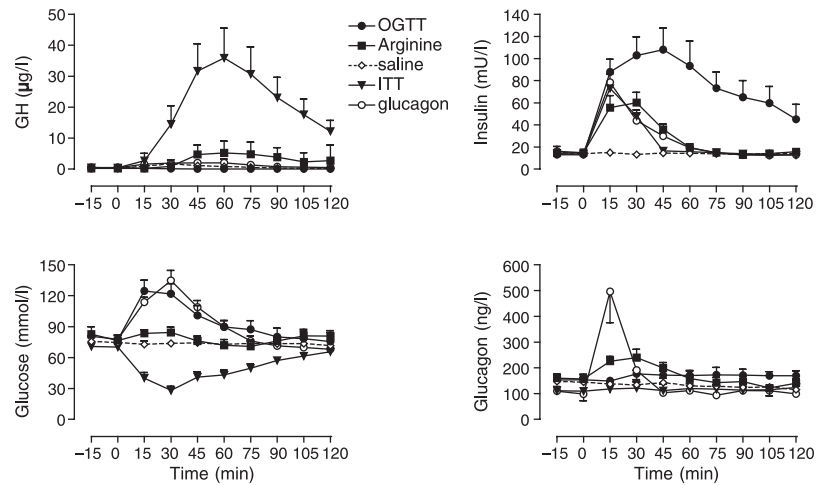 GH (µg/l)
50
40
30
20
10
0
−15 0 15 30 45 60 75 90 105 120
OGTT
Arginine
saline
ITT
glucagon
Insulin (mU/l)
140
120
100
80
60
40
20
0
−15 0 15 30 45 60 75 90 105 120
Glucose (mmol/l)
150
120
90
60
30
0
−15 0 15 30 45 60 75 90 105 120
Time (min)
Glucagon (ng/l)
600
500
400
300
200
100
0
−15 0 15 30 45 60 75 90 105 120
Time (min)